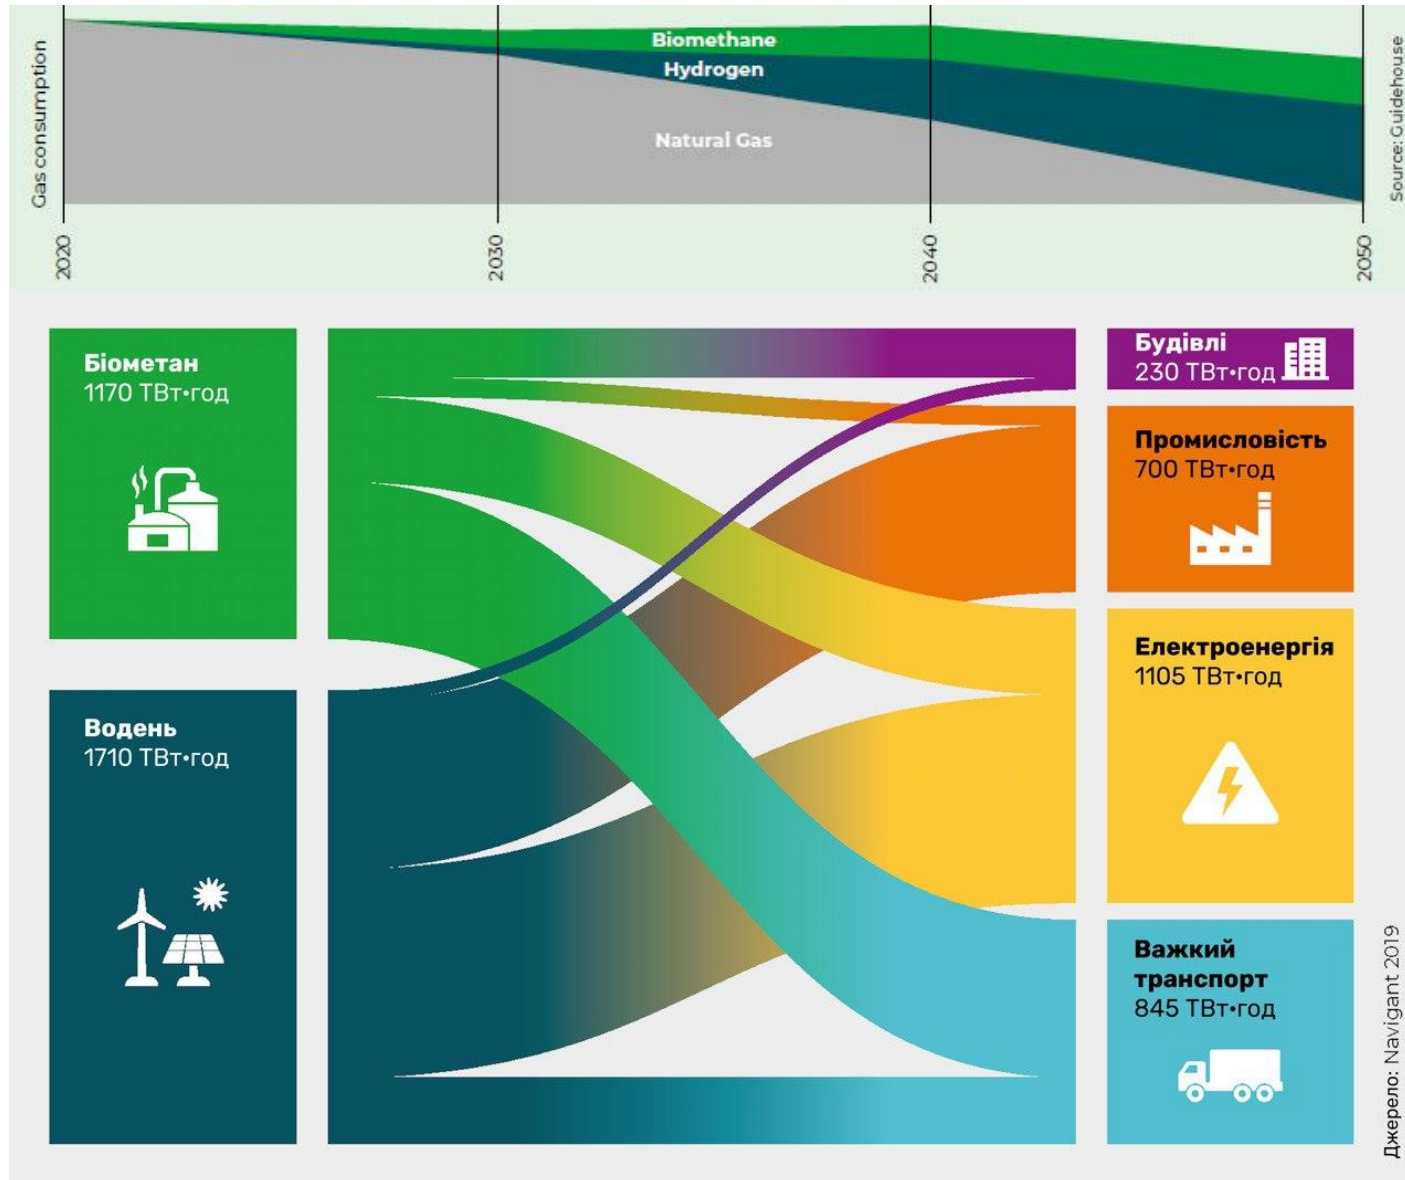 Gas consumption
Biomethane
Hydrogen
Natural Gas
Source: Guidehouse
2020
2030
2040
2050
Біометан
1170 ТВт•год
Водень
1710 ТВт•год
Будівлі
230 ТВт•год
Промисловість
700 ТВт•год
Електроенергія
1105 ТВт•год
Важкий
транспорт
845 ТВт•год
Джерело: Navigant 2019